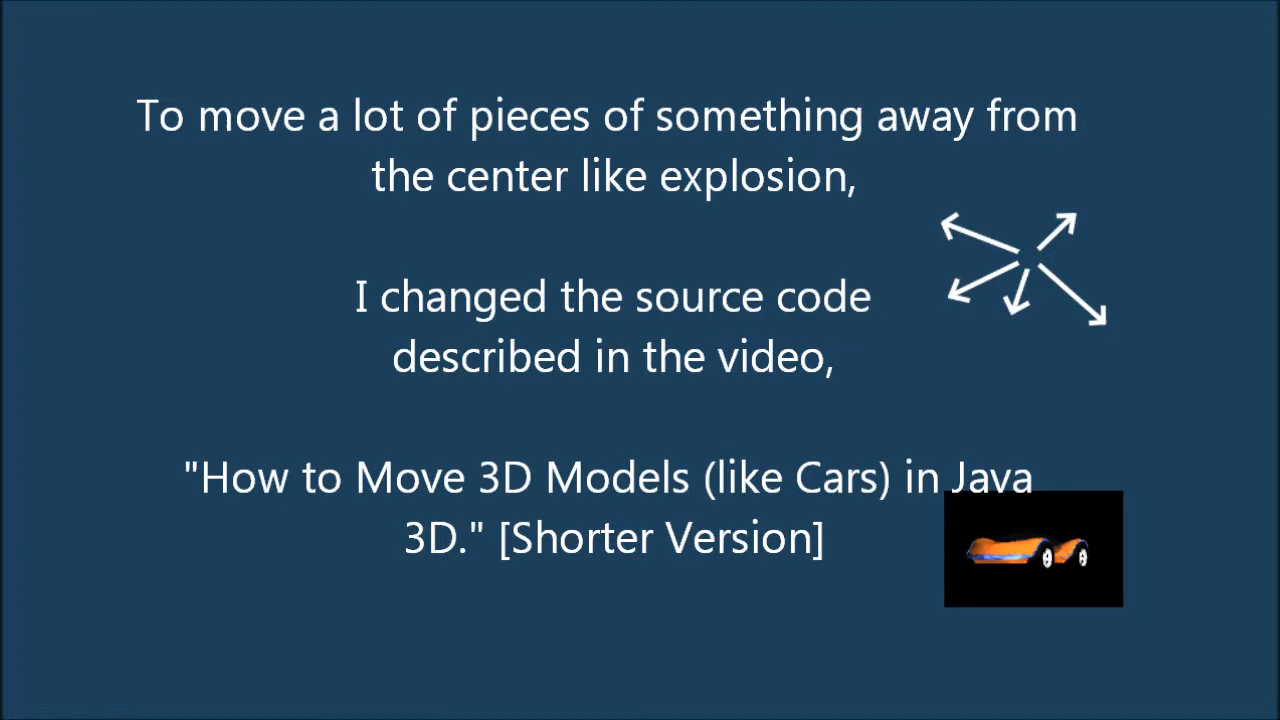 To move a lot of pieces of something away from
the center like explosion,
I changed the source code
described in the video,
"How to Move 3D Models (like Cars) in Java
3D." [Shorter Version]